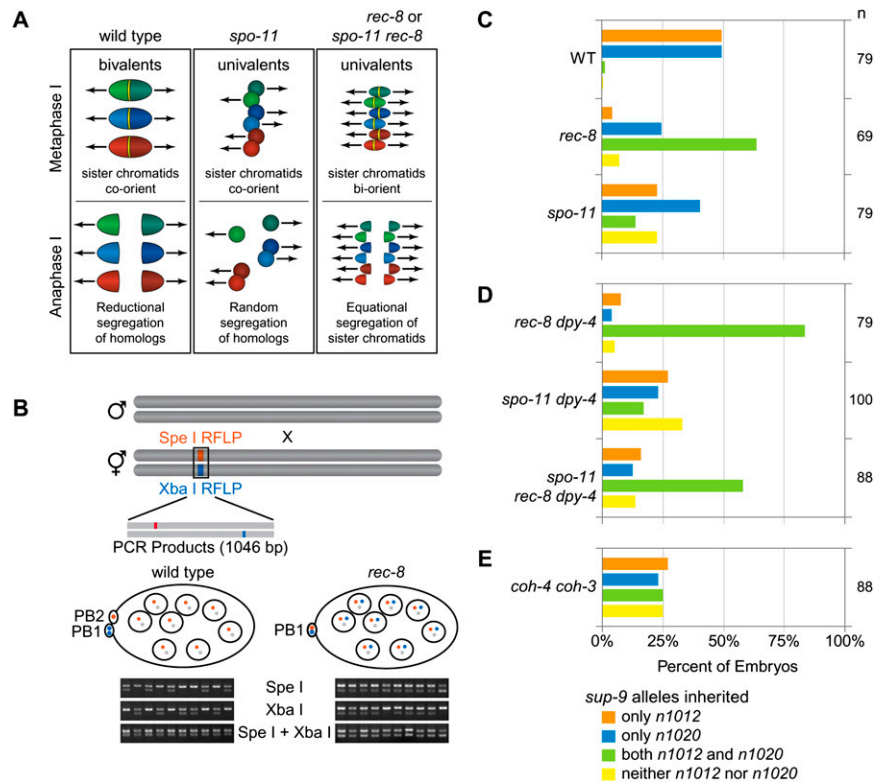 A
wild type
spo-11
rec-8 or
spo-11 rec-8
Metaphase I
bivalents
univalents
univalents
sister chromatids
co-orient
sister chromatids
co-orient
sister chromatids
bi-orient
Anaphase I
Reductional
segregation
of homologs
Random
segregation
of homologs
Equational
segregation of
sister chromatids
B
♂
Spe I RFLP
X
⚥
Xba I RFLP
PCR Products (1046 bp)
wild type
rec-8
PB2
PB1
PB1
Spe I
Xba I
Spe I + Xba I
C
n
WT
79
rec-8
69
spo-11
79
D
rec-8 dpy-4
79
spo-11 dpy-4
100
spo-11
rec-8 dpy-4
88
E
coh-4 coh-3
88
0%
25%
50%
75%
100%
Percent of Embryos
sup-9 alleles inherited
only n1012
only n1020
both n1012 and n1020
neither n1012 nor n1020